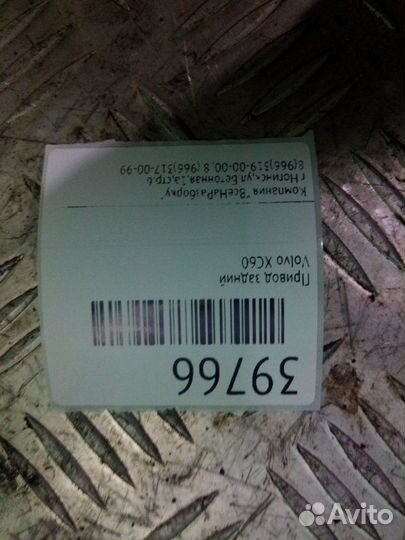 Компания "ВсеНаРазборку"
г.Ногинск,ул.Бетонная,1а,стр.6
8(966)319-00-00, 8 (966)317-00-99
Привод задний
Volvo XC60
39766
Avito